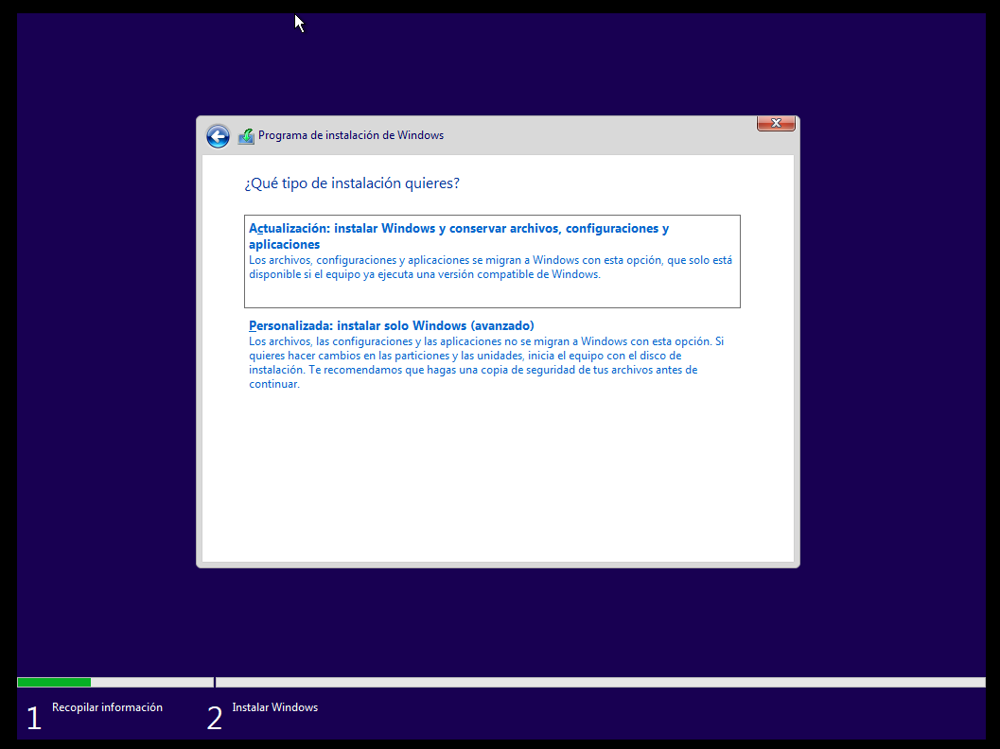 Programa de instalación de Windows
¿Qué tipo de instalación quieres?
Actualización: instalar Windows y conservar archivos, configuraciones y
aplicaciones
Los archivos, configuraciones y aplicaciones se migran a Windows con esta opción, que solo está
disponible si el equipo ya ejecuta una versión compatible de Windows.
Personalizada: instalar solo Windows (avanzado)
Los archivos, las configuraciones y las aplicaciones no se migran a Windows con esta opción. Si
quieres hacer cambios en las particiones y las unidades, inicia el equipo con el disco de
instalación. Te recomendamos que hagas una copia de seguridad de tus archivos antes de
continuar.
1 Recopilar información
2 Instalar Windows